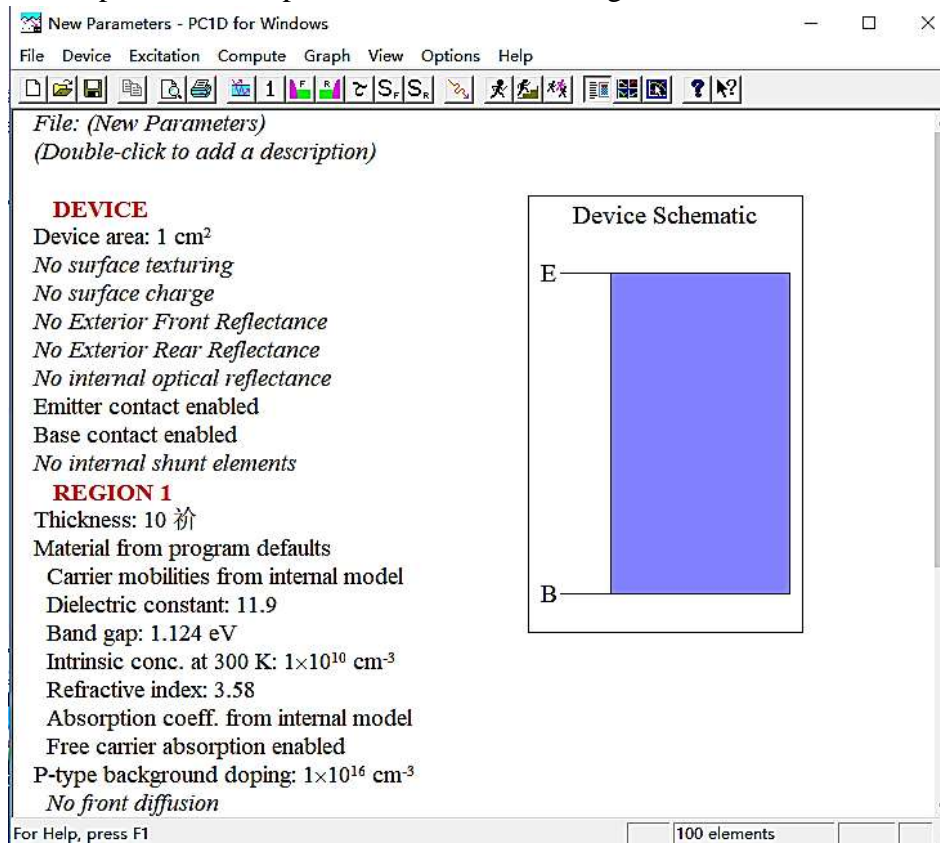 New Parameters - PC1D for Windows
File Device Excitation Compute Graph View Options Help
1 F R τ SF SR
File: (New Parameters)
(Double-click to add a description)
DEVICE
Device area: 1 cm²
No surface texturing
No surface charge
No Exterior Front Reflectance
No Exterior Rear Reflectance
No internal optical reflectance
Emitter contact enabled
Base contact enabled
No internal shunt elements
REGION 1
Thickness: 10 祄
Material from program defaults
Carrier mobilities from internal model
Dielectric constant: 11.9
Band gap: 1.124 eV
Intrinsic conc. at 300 K: 1×10¹⁰ cm⁻³
Refractive index: 3.58
Absorption coeff. from internal model
Free carrier absorption enabled
P-type background doping: 1×10¹⁶ cm⁻³
No front diffusion
Device Schematic
E
B
For Help, press F1
100 elements